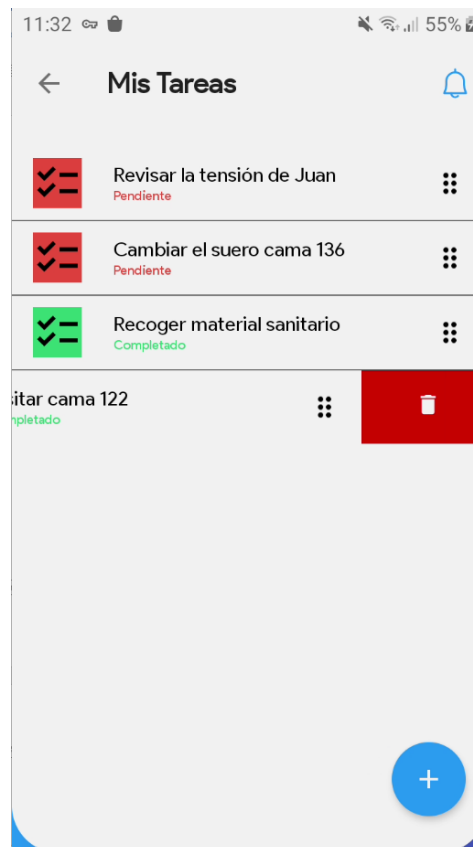 11:32
55%
Mis Tareas
Revisar la tensión de Juan
Pendiente
Cambiar el suero cama 136
Pendiente
Recoger material sanitario
Completado
sitar cama 122
mpletado
+